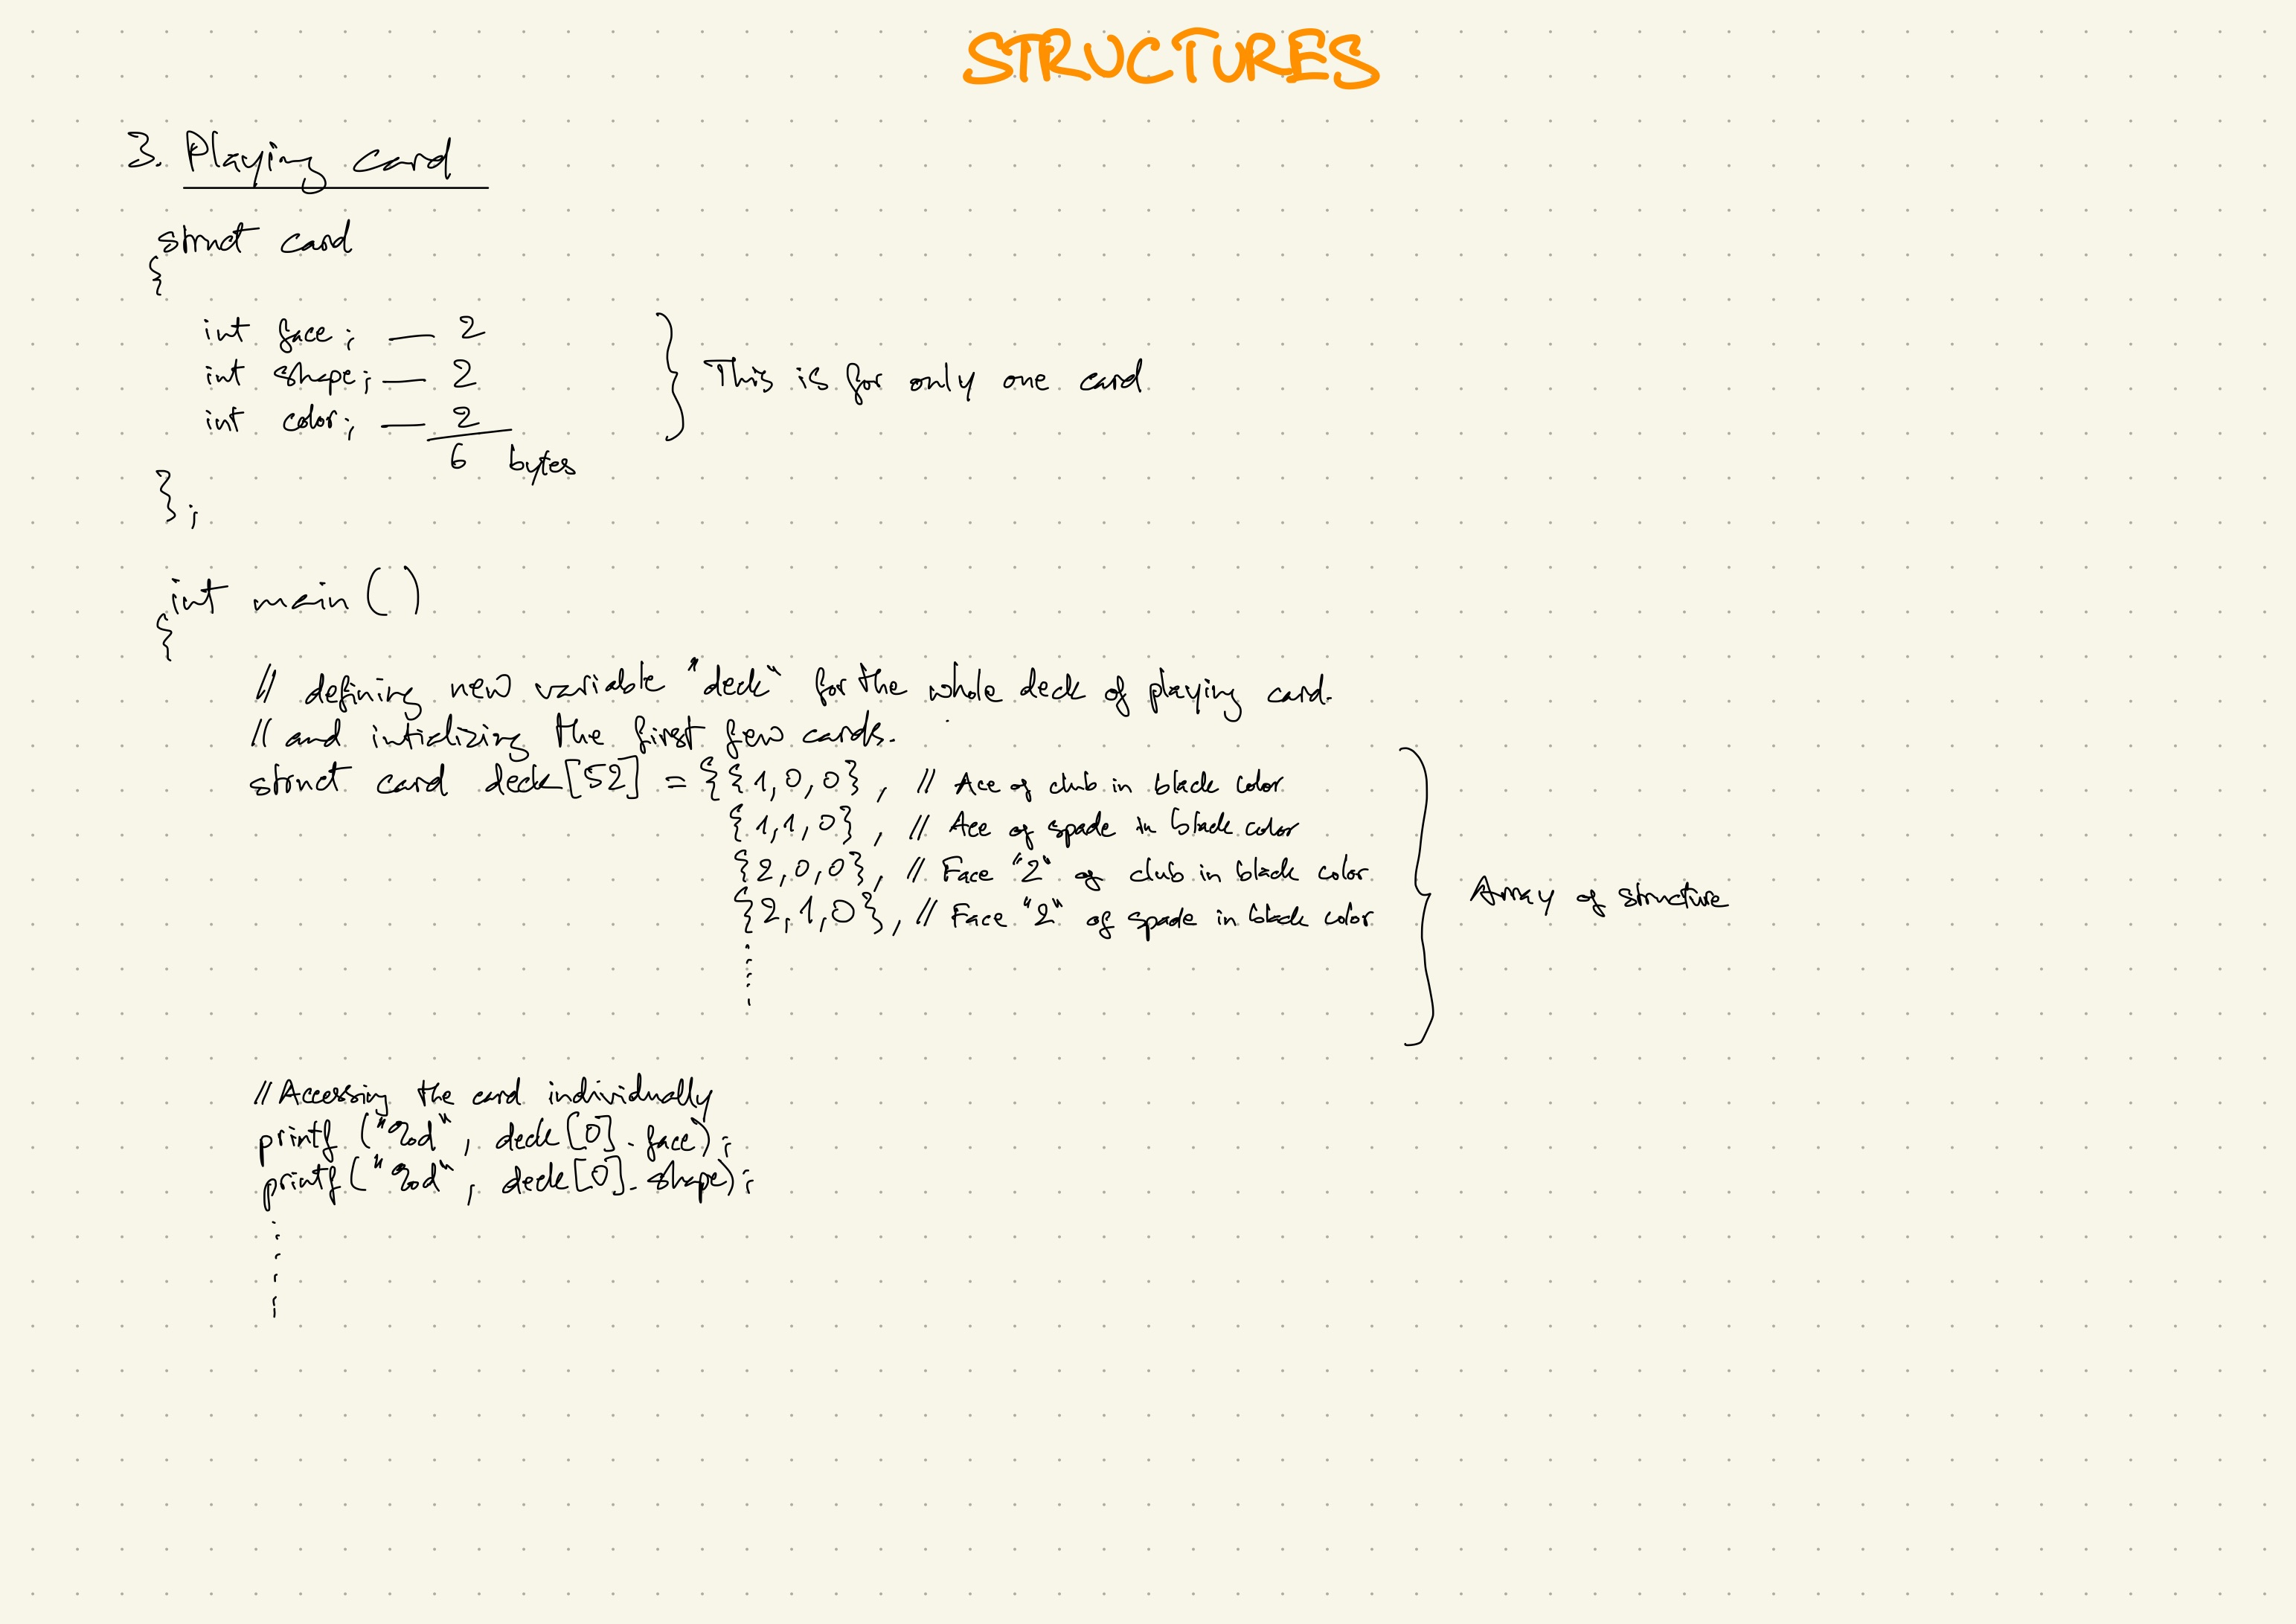 STRUCTURES
3. Playing card
struct card
{
int face; — 2
int shape; — 2
int color; — 2
6 bytes
} This is for only one card
};
int main()
{
// defining new variable "deck" for the whole deck of playing card.
// and intializing the first few cards.
struct card deck[52] = {{1,0,0}, // Ace of club in black color
{1,1,0}, // Ace of spade in black color
{2,0,0}, // Face "2" of club in black color
{2,1,0}, // Face "2" of spade in black color
} Array of structure
// Accessing the card individually
printf ("%d", deck[0].face);
printf("%d", deck[0].shape);